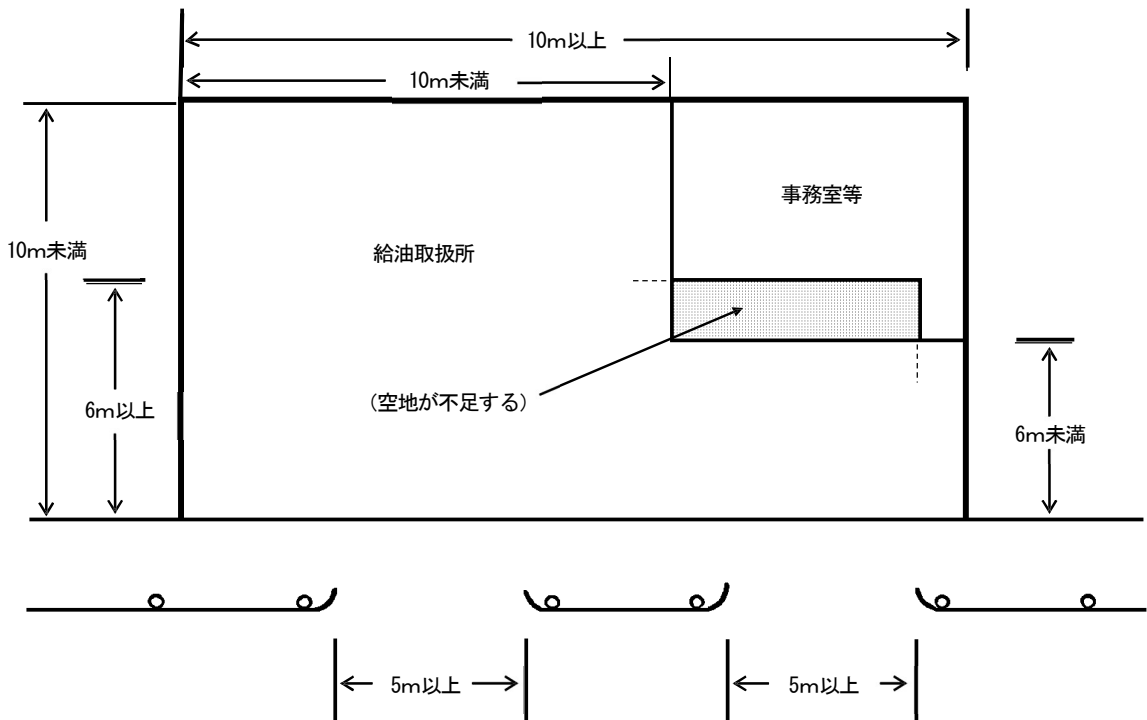 10m以上
10m未満
事務室等
10m未満
給油取扱所
6m以上
(空地が不足する)
6m未満
5m以上
5m以上